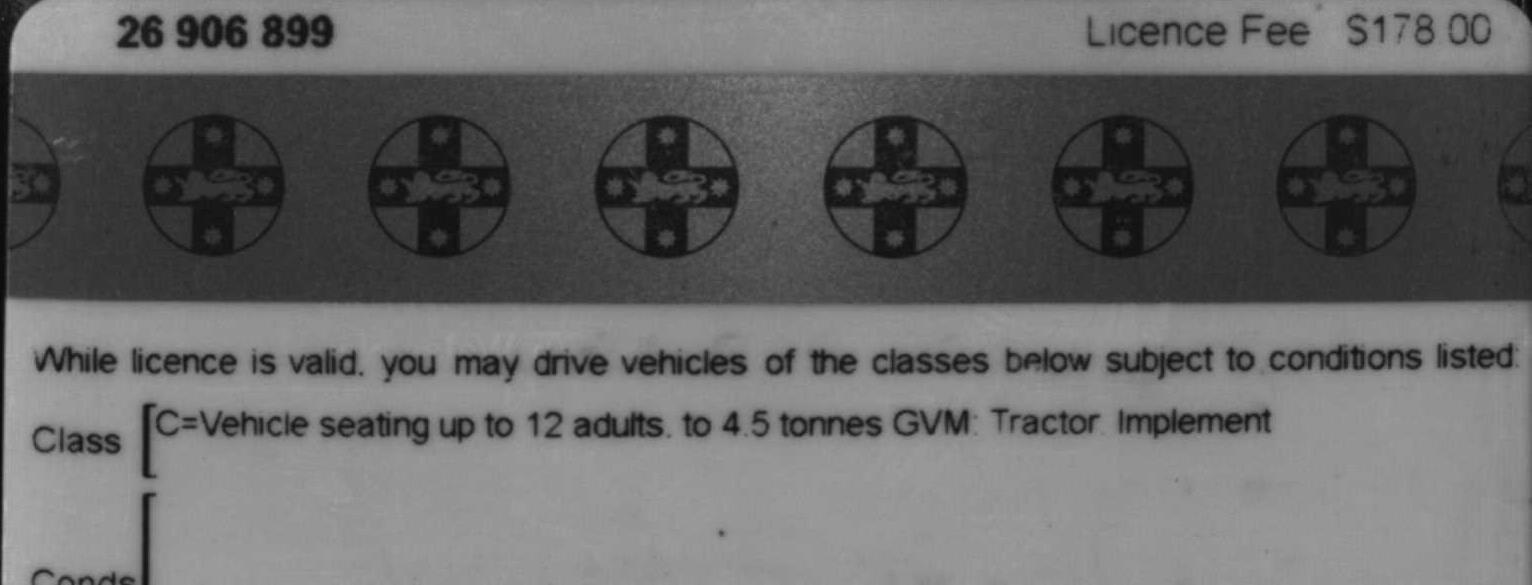 26 906 899 Licence Fee $178 00
While licence is valid. you may drive vehicles of the classes below subject to conditions listed:
Class [C=Vehicle seating up to 12 adults. to 4.5 tonnes GVM: Tractor Implement
Conds